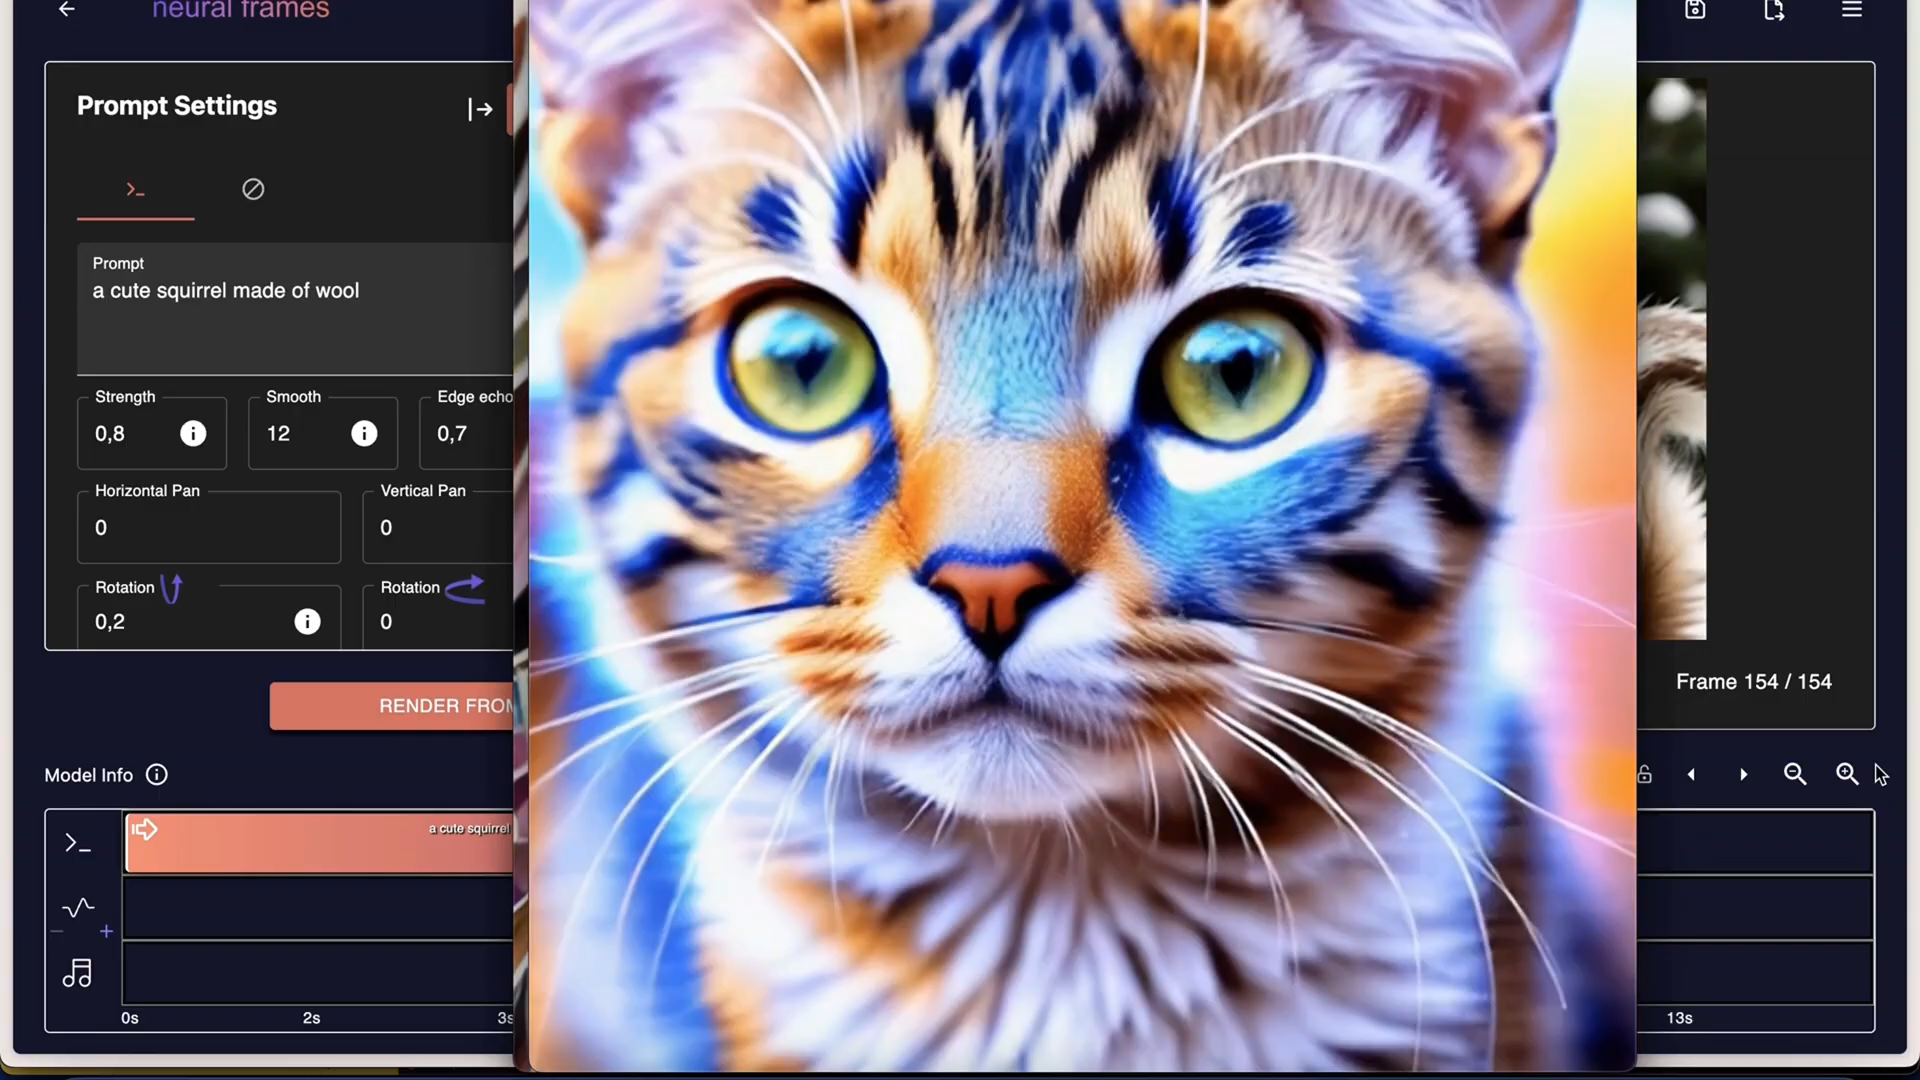 neural frames
Prompt Settings
Prompt
a cute squirrel made of wool
Strength
Smooth
Edge echo
0,8
12
0,7
Horizontal Pan
Vertical Pan
0
0
Rotation
Rotation
0,2
0
RENDER FROM
Frame 154 / 154
Model Info
a cute squirrel
0s
2s
3s
13s